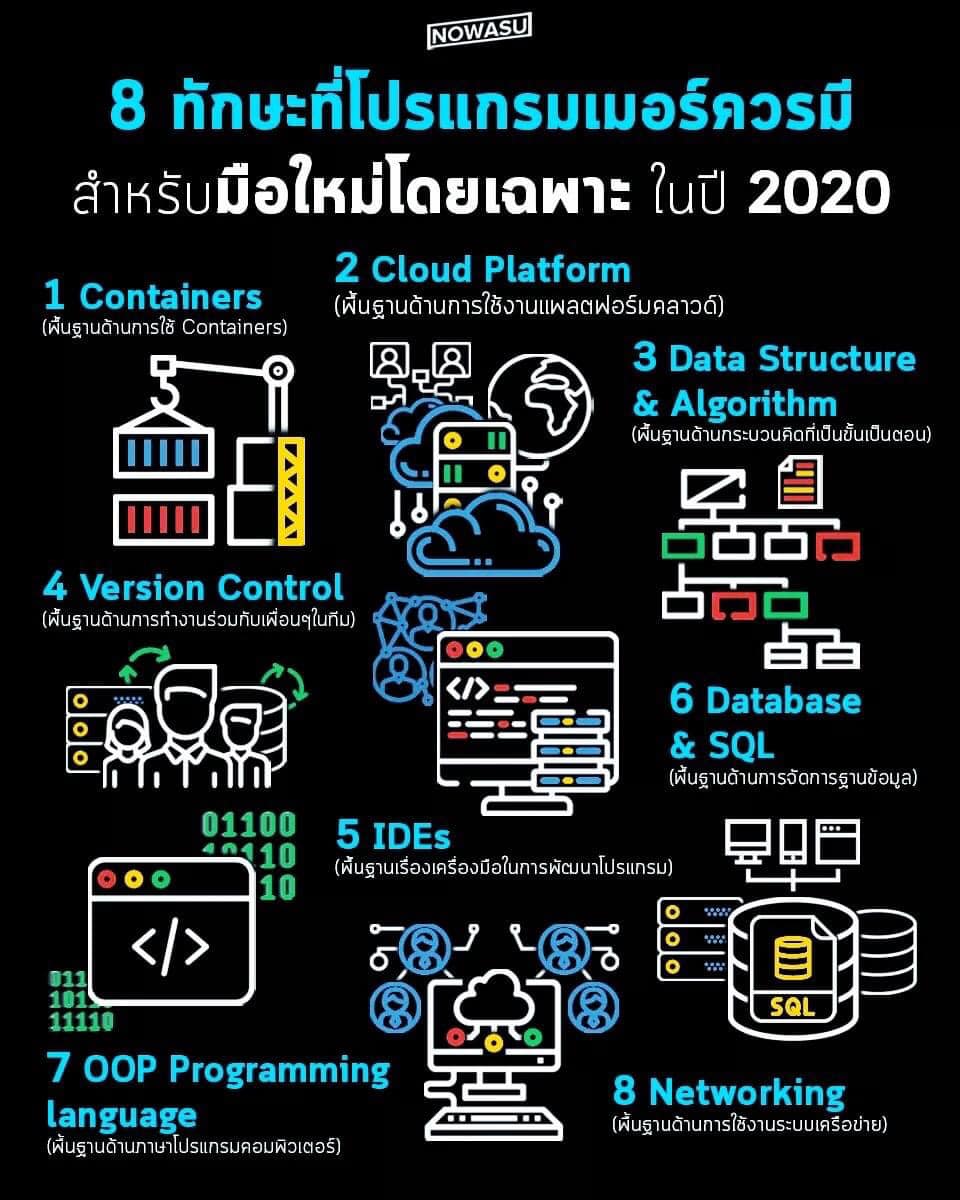 NOWASU
8 ทักษะที่โปรแกรมเมอร์ควรมี
สำหรับมือใหม่โดยเฉพาะ ในปี 2020
1 Containers
(พื้นฐานด้านการใช้ Containers)
2 Cloud Platform
(พื้นฐานด้านการใช้งานแพลตฟอร์มคลาวด์)
3 Data Structure
& Algorithm
(พื้นฐานด้านกระบวนคิดที่เป็นขั้นเป็นตอน)
4 Version Control
(พื้นฐานด้านการทำงานร่วมกับเพื่อนๆในทีม)
</>
5 IDEs
(พื้นฐานเรื่องเครื่องมือในการพัฒนาโปรแกรม)
6 Database
& SQL
(พื้นฐานด้านการจัดการฐานข้อมูล)
SQL
01100
10110
10
</>
011
101
11110
7 OOP Programming
language
(พื้นฐานด้านภาษาโปรแกรมคอมพิวเตอร์)
8 Networking
(พื้นฐานด้านการใช้งานระบบเครือข่าย)